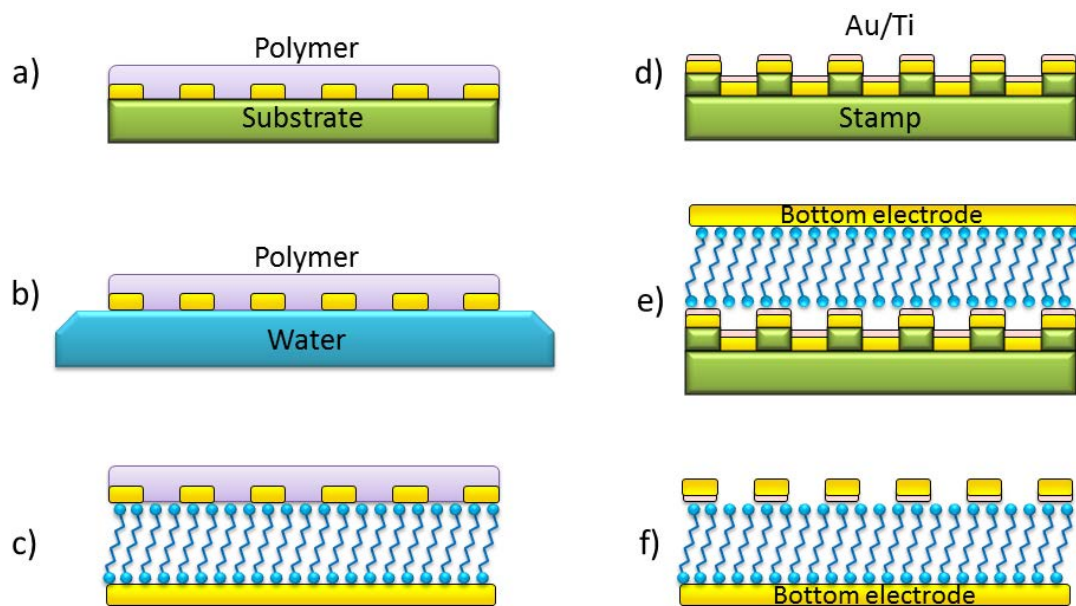 a)
Polymer
Substrate
b)
Polymer
Water
c)
d)
Au/Ti
Stamp
e)
Bottom electrode
f)
Bottom electrode